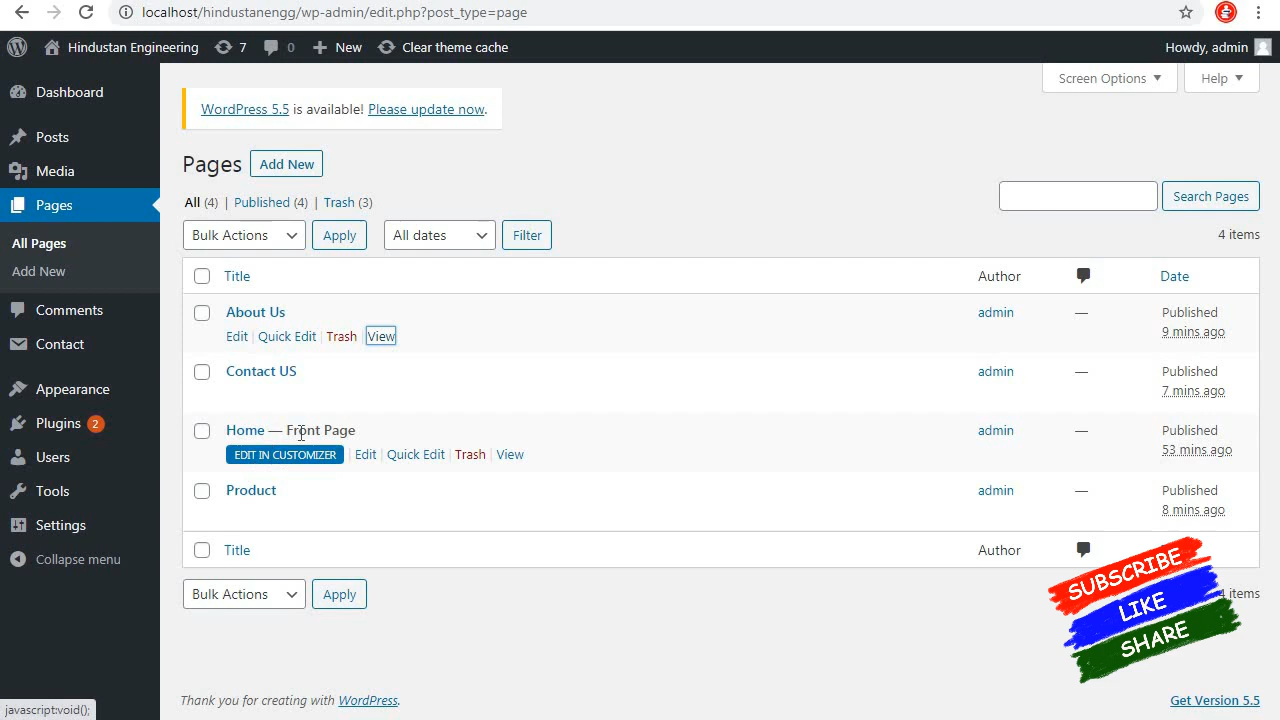 localhost/hindustanengg/wp-admin/edit.php?post_type=page
Hindustan Engineering 7 0 New Clear theme cache Howdy, admin
Screen Options Help
Dashboard
Posts
Media
Pages
All Pages
Add New
Comments
Contact
Appearance
Plugins 2
Users
Tools
Settings
Collapse menu
WordPress 5.5 is available! Please update now.
Pages Add New
All (4) | Published (4) | Trash (3)
Search Pages
Bulk Actions Apply All dates Filter 4 items
Title Author Date
About Us admin — Published
Edit | Quick Edit | Trash | View 9 mins ago
Contact US admin — Published
7 mins ago
Home — Front Page admin — Published
EDIT IN CUSTOMIZER | Edit | Quick Edit | Trash | View 53 mins ago
Product admin — Published
8 mins ago
Title Author
Bulk Actions Apply 4 items
SUBSCRIBE
LIKE
SHARE
Thank you for creating with WordPress. Get Version 5.5
javascript:void();